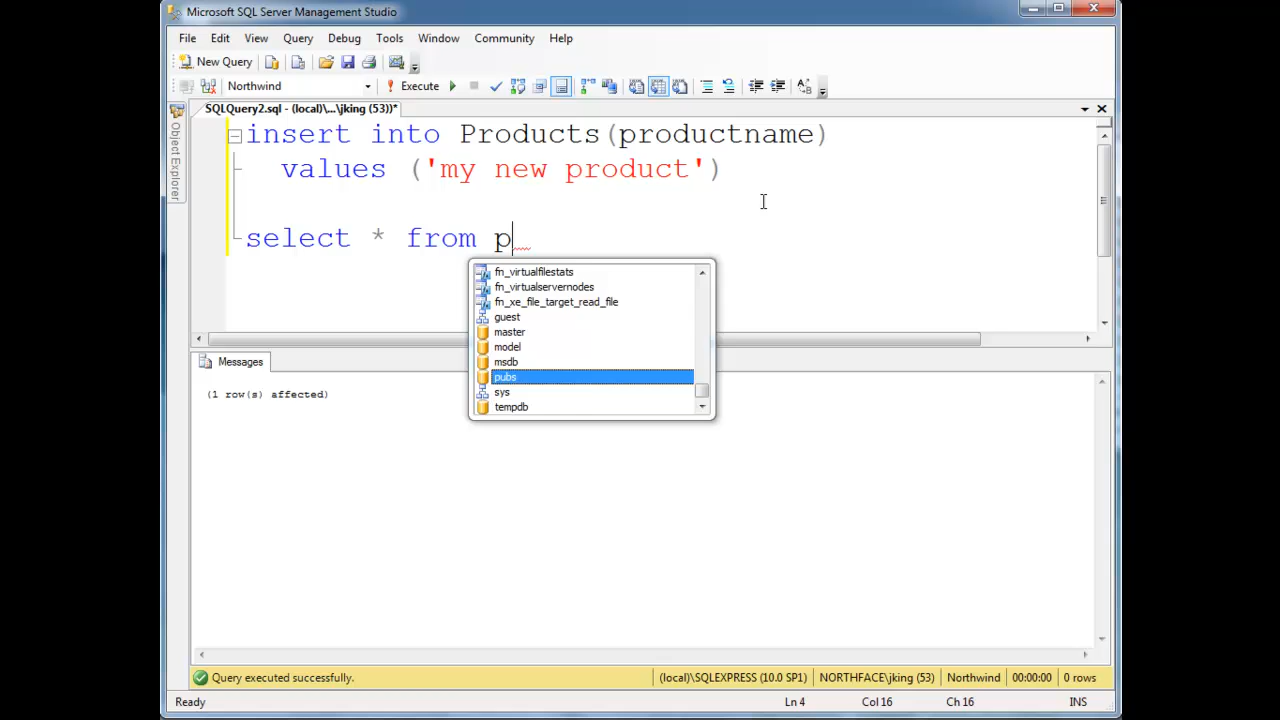 Microsoft SQL Server Management Studio
File Edit View Query Debug Tools Window Community Help
New Query
Northwind Execute
SQLQuery2.sql - (local)\...\jking (53))*
Object Explorer
insert into Products(productname)
values ('my new product')
select * from p
fn_virtualfilestats
fn_virtualservernodes
fn_xe_file_target_read_file
guest
master
model
msdb
pubs
sys
tempdb
Messages
(1 row(s) affected)
Query executed successfully. (local)\SQLEXPRESS (10.0 SP1) NORTHFACE\jking (53) Northwind 00:00:00 0 rows
Ready Ln 4 Col 16 Ch 16 INS